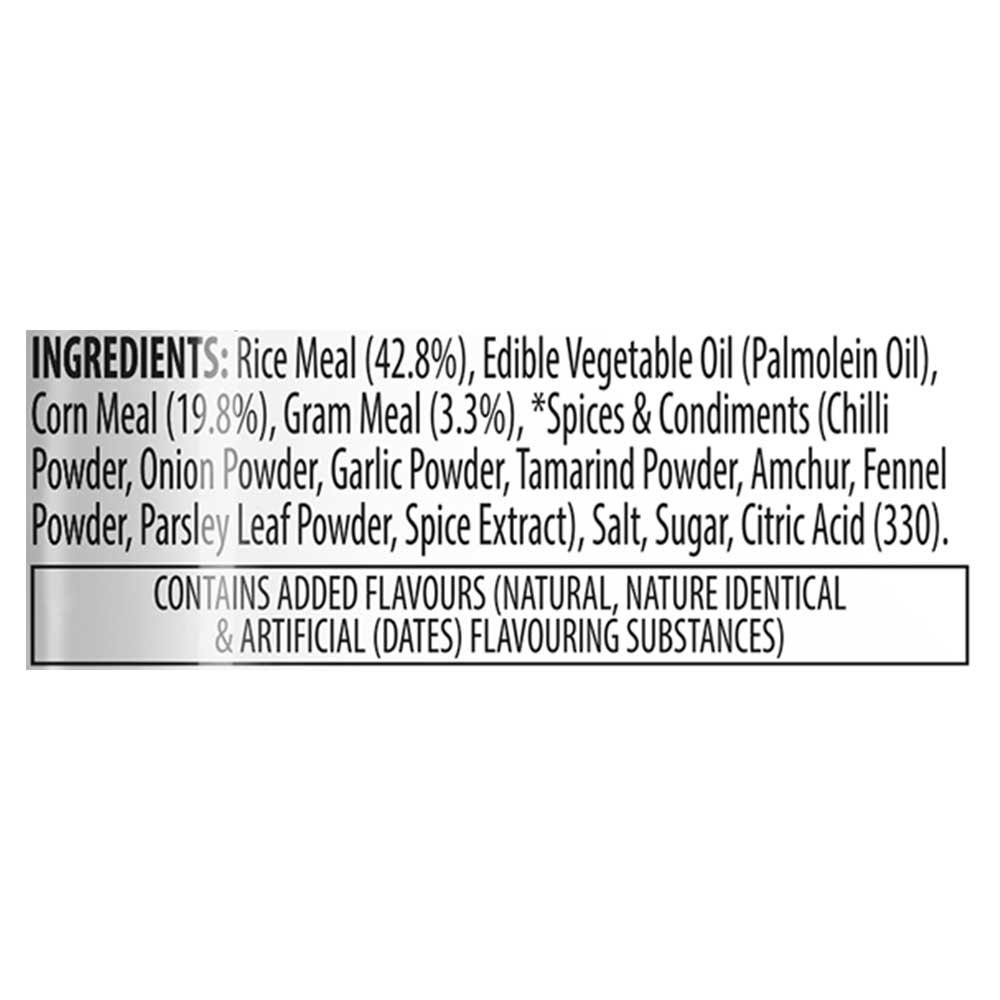 INGREDIENTS: Rice Meal (42.8%), Edible Vegetable Oil (Palmolein Oil),
Corn Meal (19.8%), Gram Meal (3.3%), *Spices & Condiments (Chilli
Powder, Onion Powder, Garlic Powder, Tamarind Powder, Amchur, Fennel
Powder, Parsley Leaf Powder, Spice Extract), Salt, Sugar, Citric Acid (330).
CONTAINS ADDED FLAVOURS (NATURAL, NATURE IDENTICAL
& ARTIFICIAL (DATES) FLAVOURING SUBSTANCES)